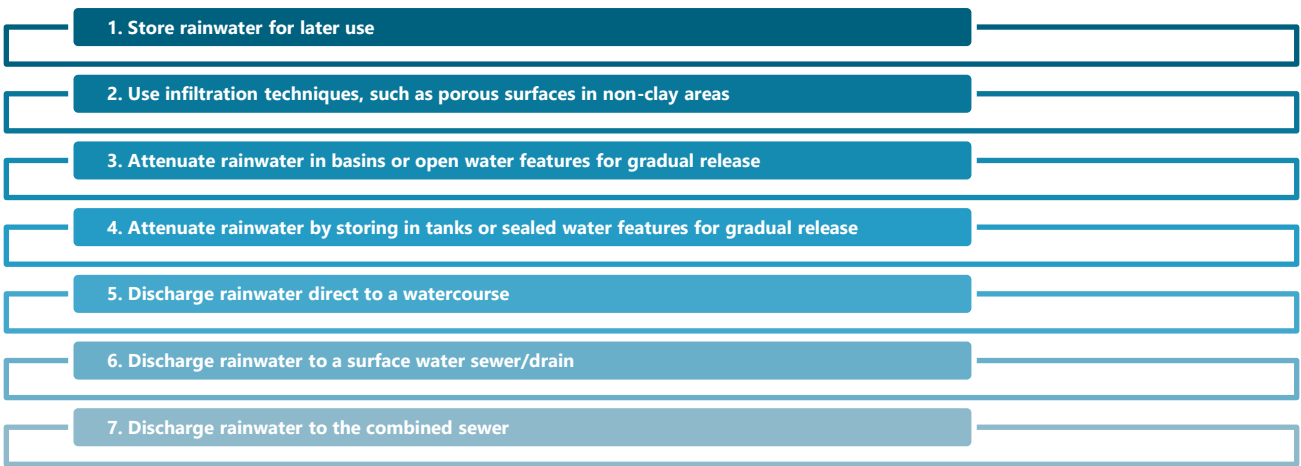 1. Store rainwater for later use
2. Use infiltration techniques, such as porous surfaces in non-clay areas
3. Attenuate rainwater in basins or open water features for gradual release
4. Attenuate rainwater by storing in tanks or sealed water features for gradual release
5. Discharge rainwater direct to a watercourse
6. Discharge rainwater to a surface water sewer/drain
7. Discharge rainwater to the combined sewer